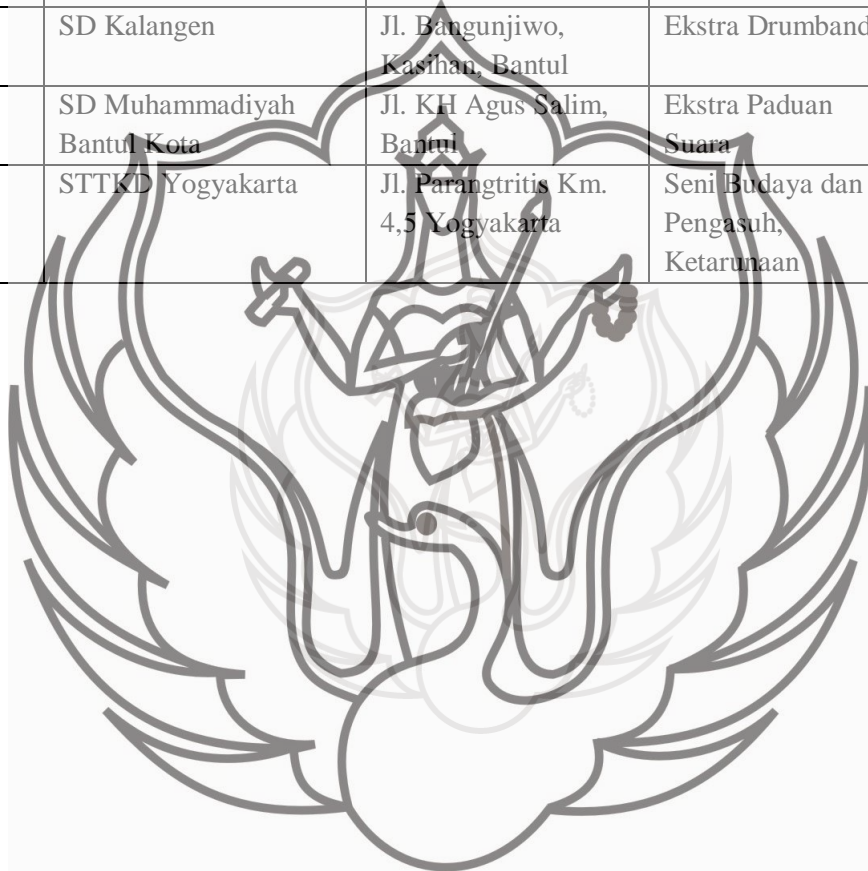 SD Kalangen
Jl. Bangunjiwo,
Kasihan, Bantul
Ekstra Drumband
SD Muhammadiyah
Bantul Kota
Jl. KH Agus Salim,
Bantul
Ekstra Paduan
Suara
STTKD Yogyakarta
Jl. Parangtritis Km.
4,5 Yogyakarta
Seni Budaya dan
Pengasuh,
Ketarunaan